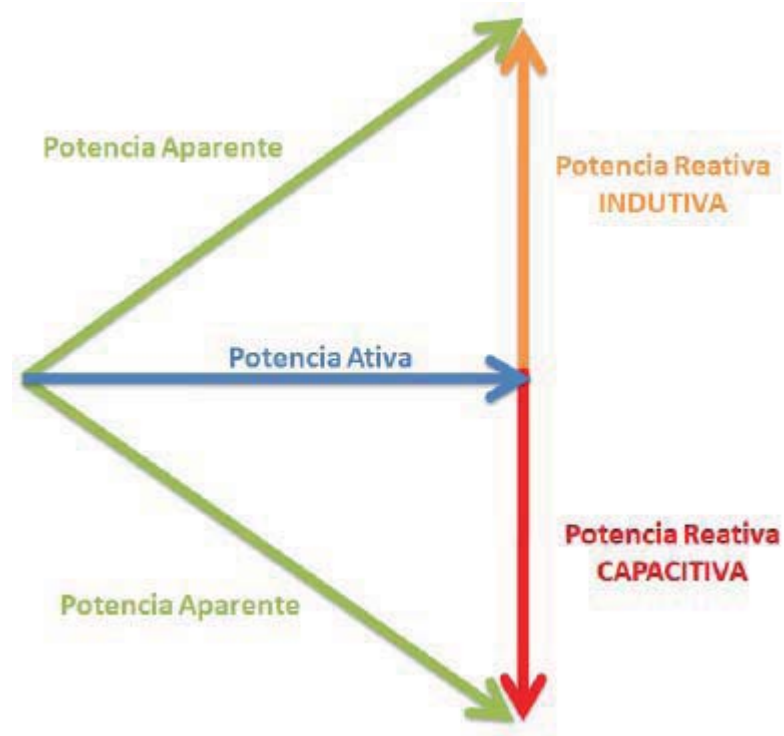 Potencia Aparente
Potencia Reativa
INDUTIVA
Potencia Ativa
Potencia Reativa
CAPACITIVA
Potencia Aparente